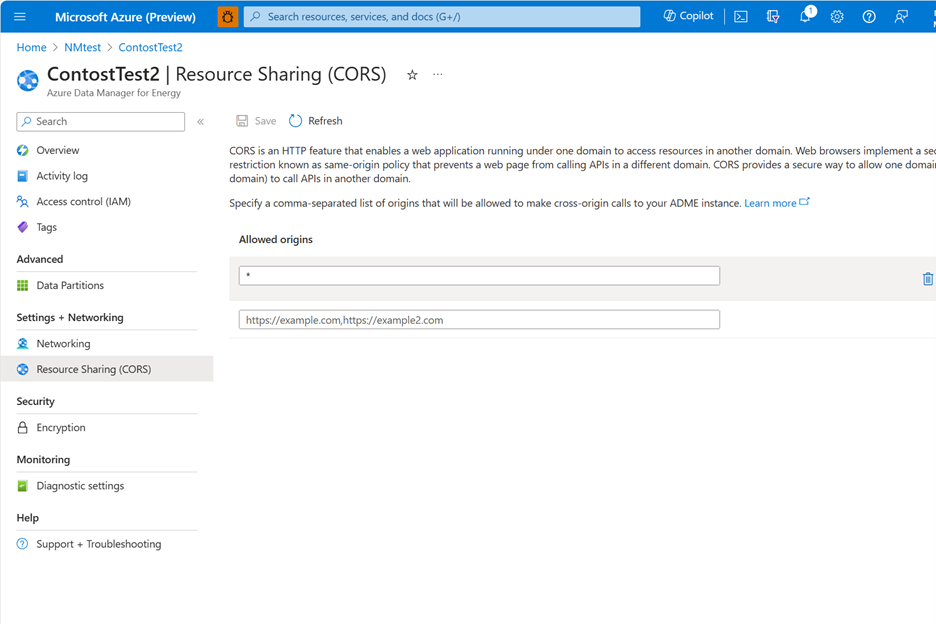 Microsoft Azure (Preview)
Search resources, services, and docs (G+/)
Copilot
1
Home > NMtest > ContostTest2
ContostTest2 | Resource Sharing (CORS)
Azure Data Manager for Energy
Search
Save
Refresh
Overview
Activity log
Access control (IAM)
Tags
Advanced
Data Partitions
Settings + Networking
Networking
Resource Sharing (CORS)
Security
Encryption
Monitoring
Diagnostic settings
Help
Support + Troubleshooting
CORS is an HTTP feature that enables a web application running under one domain to access resources in another domain. Web browsers implement a
restriction known as same-origin policy that prevents a web page from calling APIs in a different domain. CORS provides a secure way to allow one
domain) to call APIs in another domain.
Specify a comma-separated list of origins that will be allowed to make cross-origin calls to your ADME instance. Learn more
Allowed origins
*
https://example.com,https://example2.com